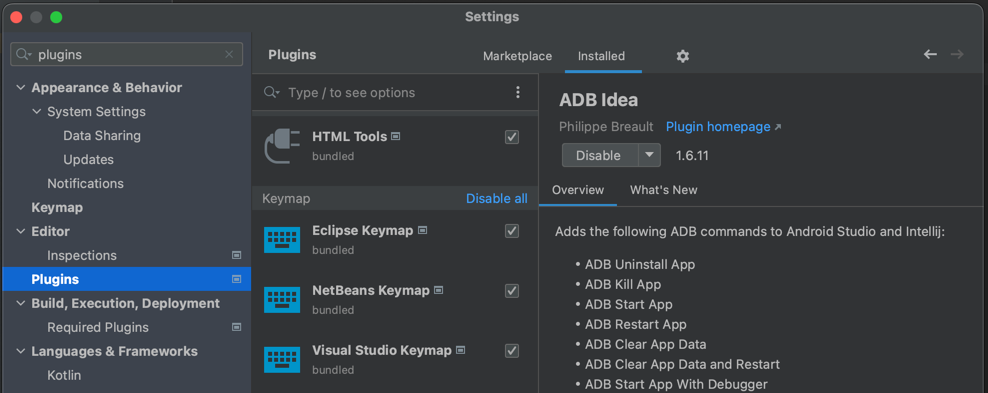 Settings
plugins
Appearance & Behavior
System Settings
Data Sharing
Updates
Notifications
Keymap
Editor
Inspections
Plugins
Build, Execution, Deployment
Required Plugins
Languages & Frameworks
Kotlin
Plugins
Marketplace
Installed
Type / to see options
HTML Tools
bundled
Keymap
Disable all
Eclipse Keymap
bundled
NetBeans Keymap
bundled
Visual Studio Keymap
bundled
ADB Idea
Philippe Breault Plugin homepage ↗
Disable 1.6.11
Overview What's New
Adds the following ADB commands to Android Studio and Intellij:
• ADB Uninstall App
• ADB Kill App
• ADB Start App
• ADB Restart App
• ADB Clear App Data
• ADB Clear App Data and Restart
• ADB Start App With Debugger